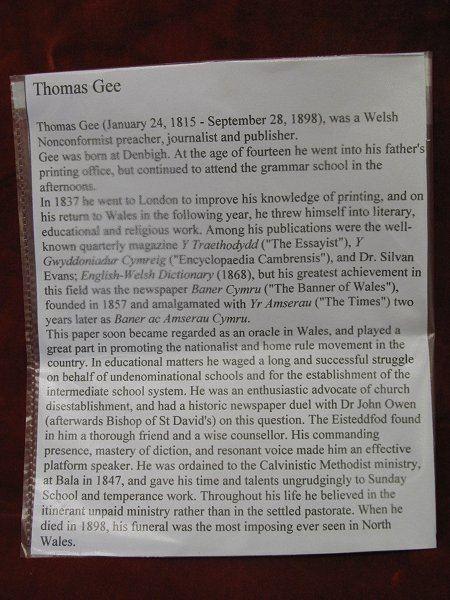 Thomas Gee
Thomas Gee (January 24, 1815 - September 28, 1898), was a Welsh
Nonconformist preacher, journalist and publisher.
Gee was born at Denbigh. At the age of fourteen he went into his father's
printing office, but continued to attend the grammar school in the
afternoons.
In 1837 he went to London to improve his knowledge of printing, and on
his return to Wales in the following year, he threw himself into literary,
educational and religious work. Among his publications were the well-
known quarterly magazine Y Traethodydd ("The Essayist"), Y
Gwyddoniadur Cymreig ("Encyclopaedia Cambrensis"), and Dr. Silvan
Evans; English-Welsh Dictionary (1868), but his greatest achievement in
this field was the newspaper Baner Cymru ("The Banner of Wales"),
founded in 1857 and amalgamated with Yr Amserau ("The Times") two
years later as Baner ac Amserau Cymru.
This paper soon became regarded as an oracle in Wales, and played a
great part in promoting the nationalist and home rule movement in the
country. In educational matters he waged a long and successful struggle
on behalf of undenominational schools and for the establishment of the
intermediate school system. He was an enthusiastic advocate of church
disestablishment, and had a historic newspaper duel with Dr John Owen
(afterwards Bishop of St David's) on this question. The Eisteddfod found
in him a thorough friend and a wise counsellor. His commanding
presence, mastery of diction, and resonant voice made him an effective
platform speaker. He was ordained to the Calvinistic Methodist ministry,
at Bala in 1847, and gave his time and talents ungrudgingly to Sunday
School and temperance work. Throughout his life he believed in the
itinerant unpaid ministry rather than in the settled pastorate. When he
died in 1898, his funeral was the most imposing ever seen in North
Wales.